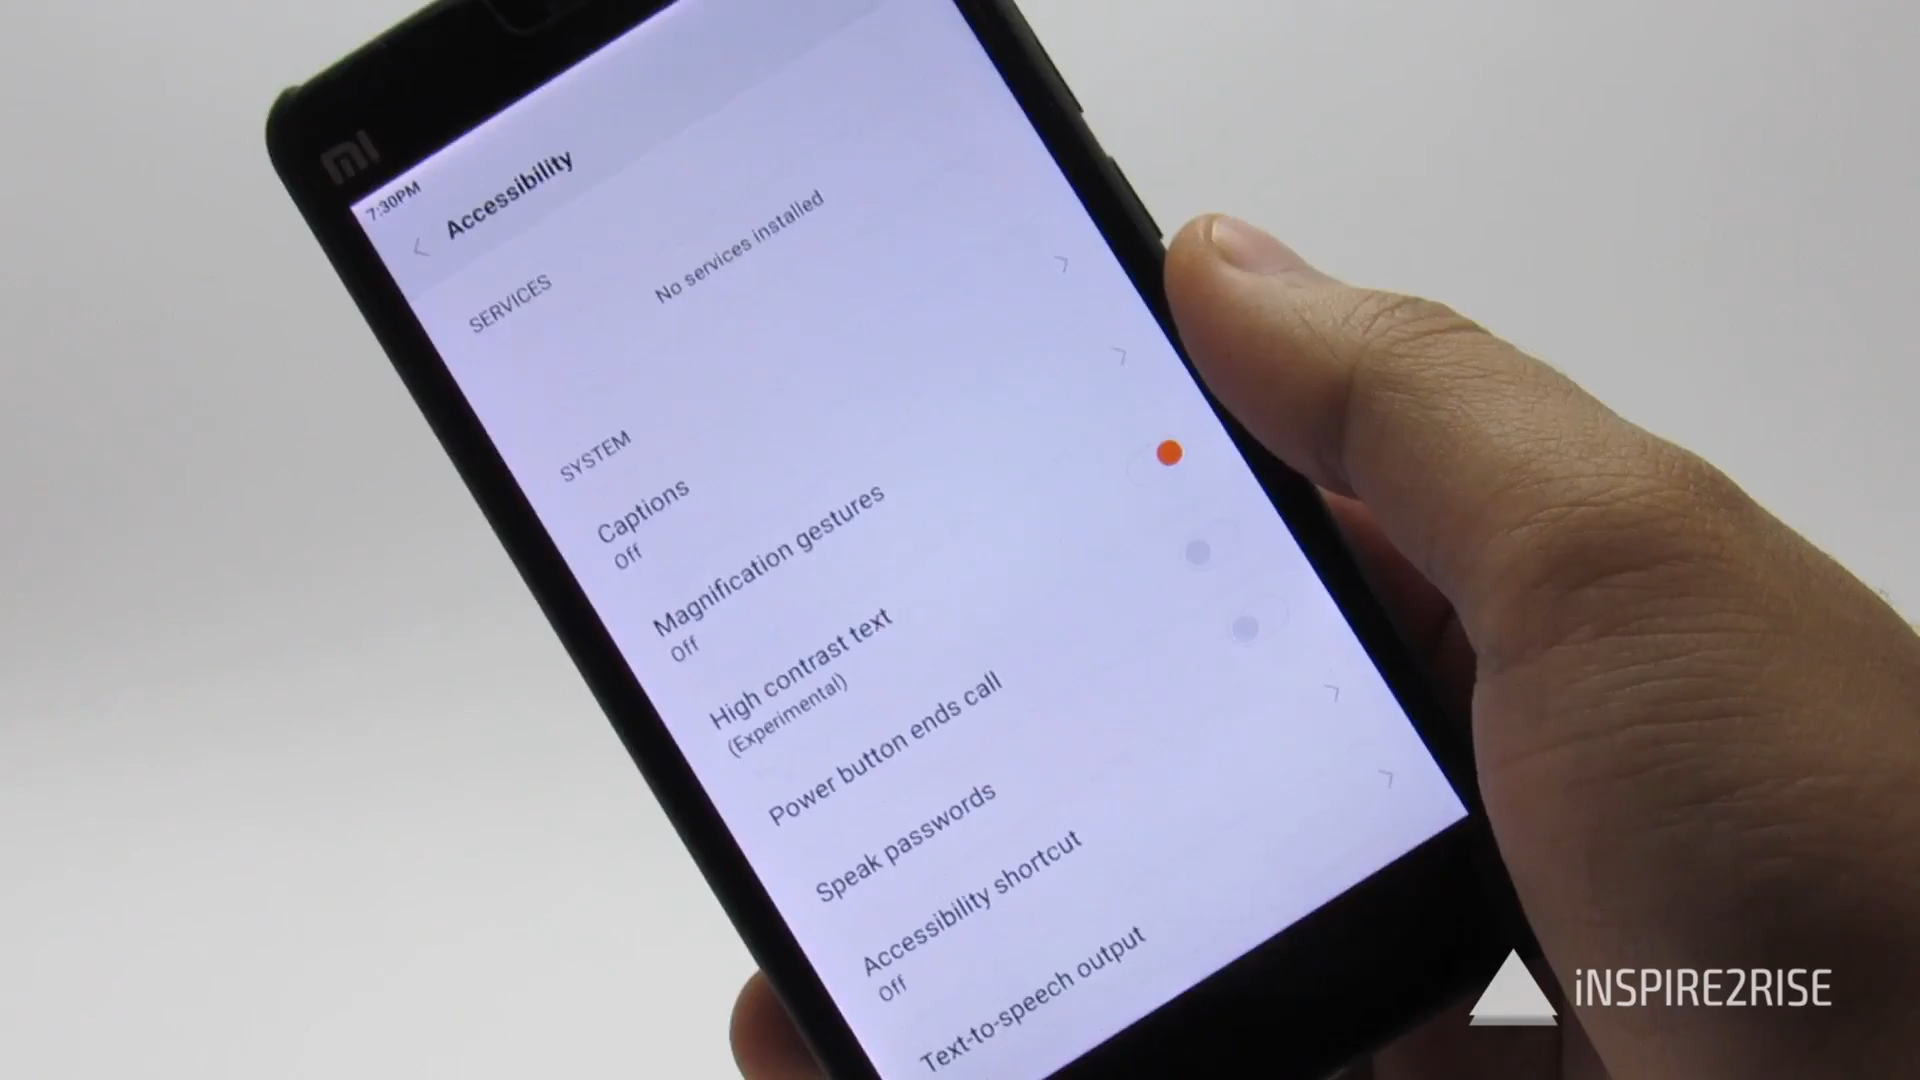 mi
7:30PM
Accessibility
SERVICES
No services installed
SYSTEM
Captions
Off
Magnification gestures
Off
High contrast text
(Experimental)
Power button ends call
Speak passwords
Accessibility shortcut
Off
Text-to-speech output
iNSPIRE2RISE